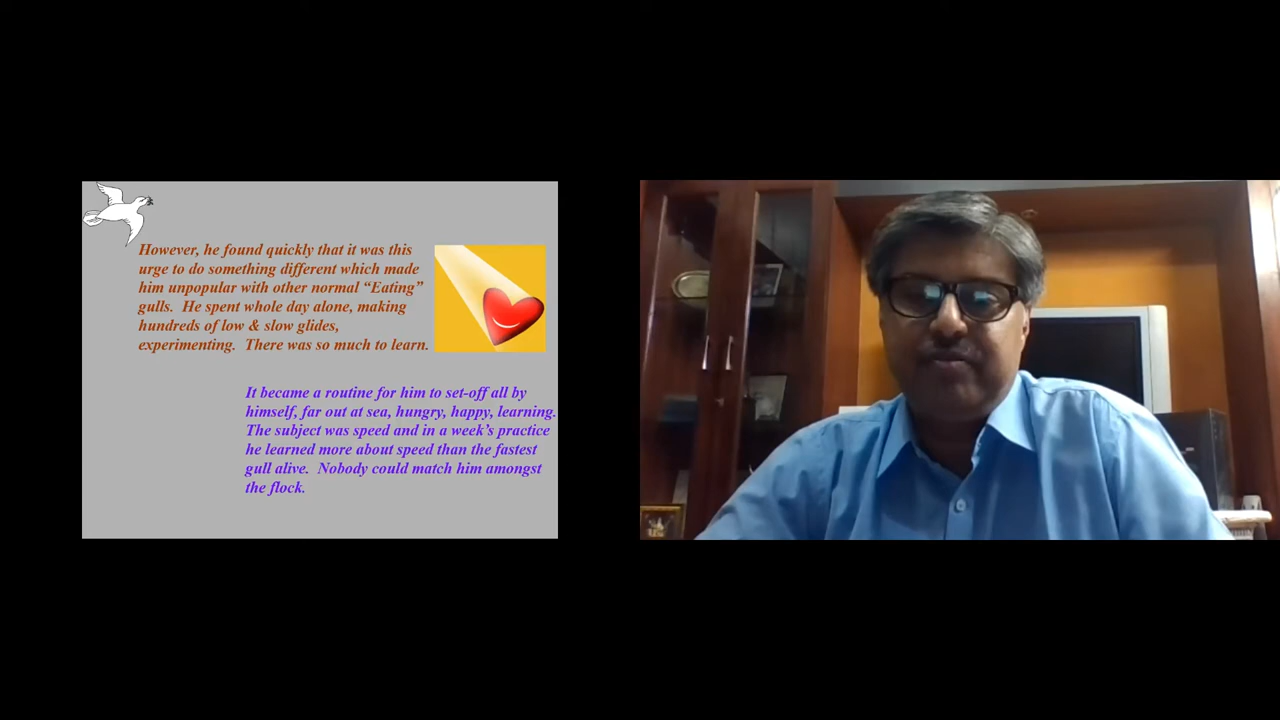 However, he found quickly that it was this
urge to do something different which made
him unpopular with other normal “Eating”
gulls.  He spent whole day alone, making
hundreds of low & slow glides,
experimenting.  There was so much to learn.
It became a routine for him to set-off all by
himself, far out at sea, hungry, happy, learning.
The subject was speed and in a week’s practice
he learned more about speed than the fastest
gull alive.  Nobody could match him amongst
the flock.